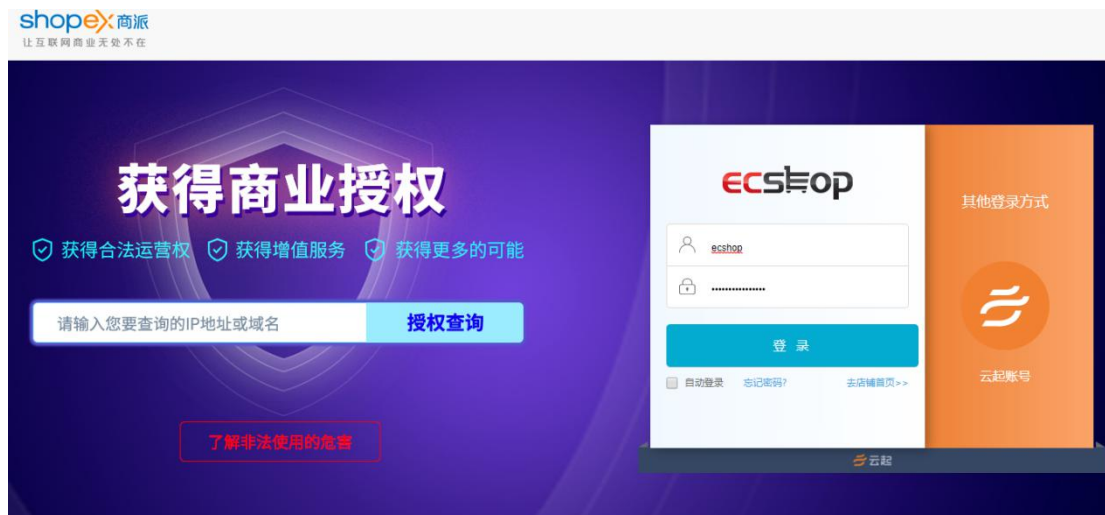 shopex商派
让互联网商业无处不在
获得商业授权
获得合法运营权 获得增值服务 获得更多的可能
请输入您要查询的IP地址或域名 授权查询
了解非法使用的危害
ecshop
ecshop
••••••••••••••••
登 录
自动登录 忘记密码? 去店铺首页>>
其他登录方式
云起账号
云起